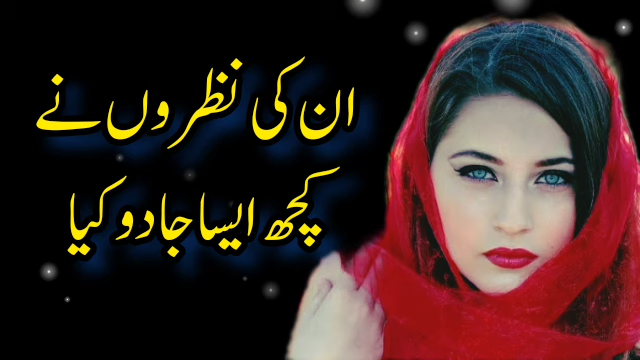 ان کی نظروں نے
کچھ ایسا جادو کیا